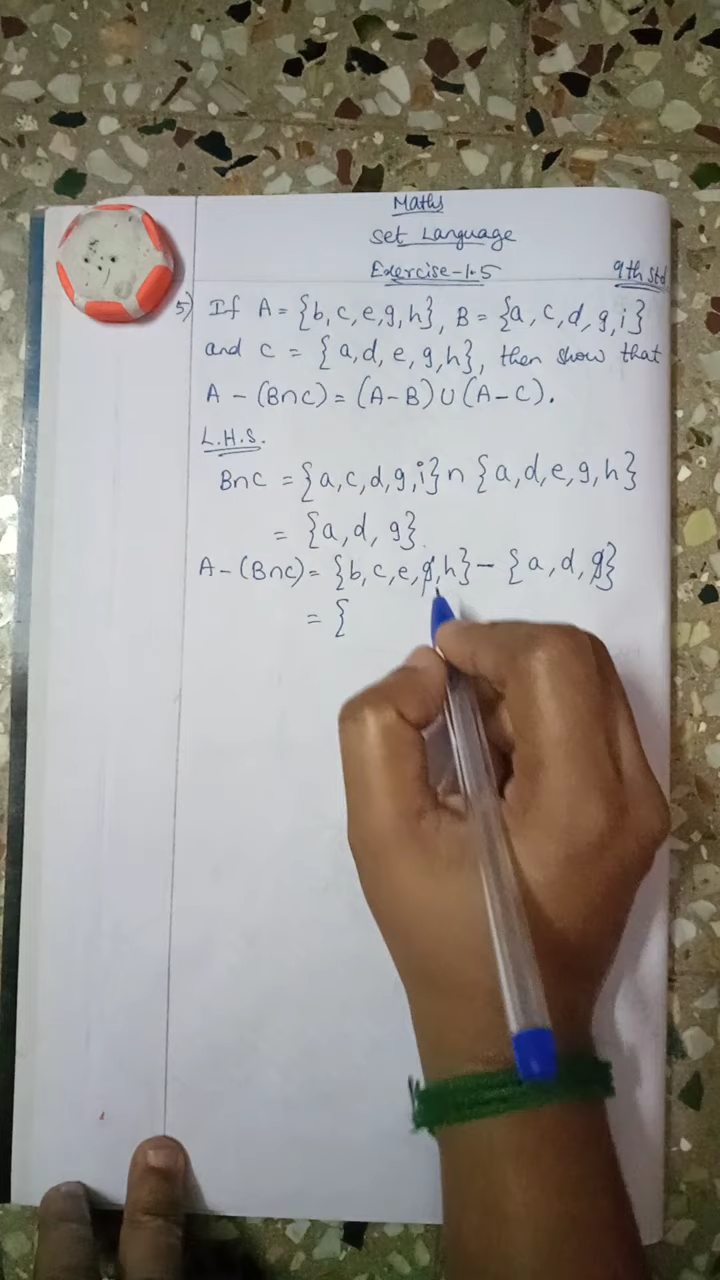 Maths
Set Language
Exercise-1.5
9th Std
5) If A = {b, c, e, g, h}, B = {a, c, d, g, i}
and C = {a, d, e, g, h}, then show that
A - (B∩C) = (A-B)∪(A-C).
L.H.S.
B∩C = {a, c, d, g, i} ∩ {a, d, e, g, h}
= {a, d, g}.
A-(B∩C) = {b, c, e, g, h} - {a, d, g}
= {